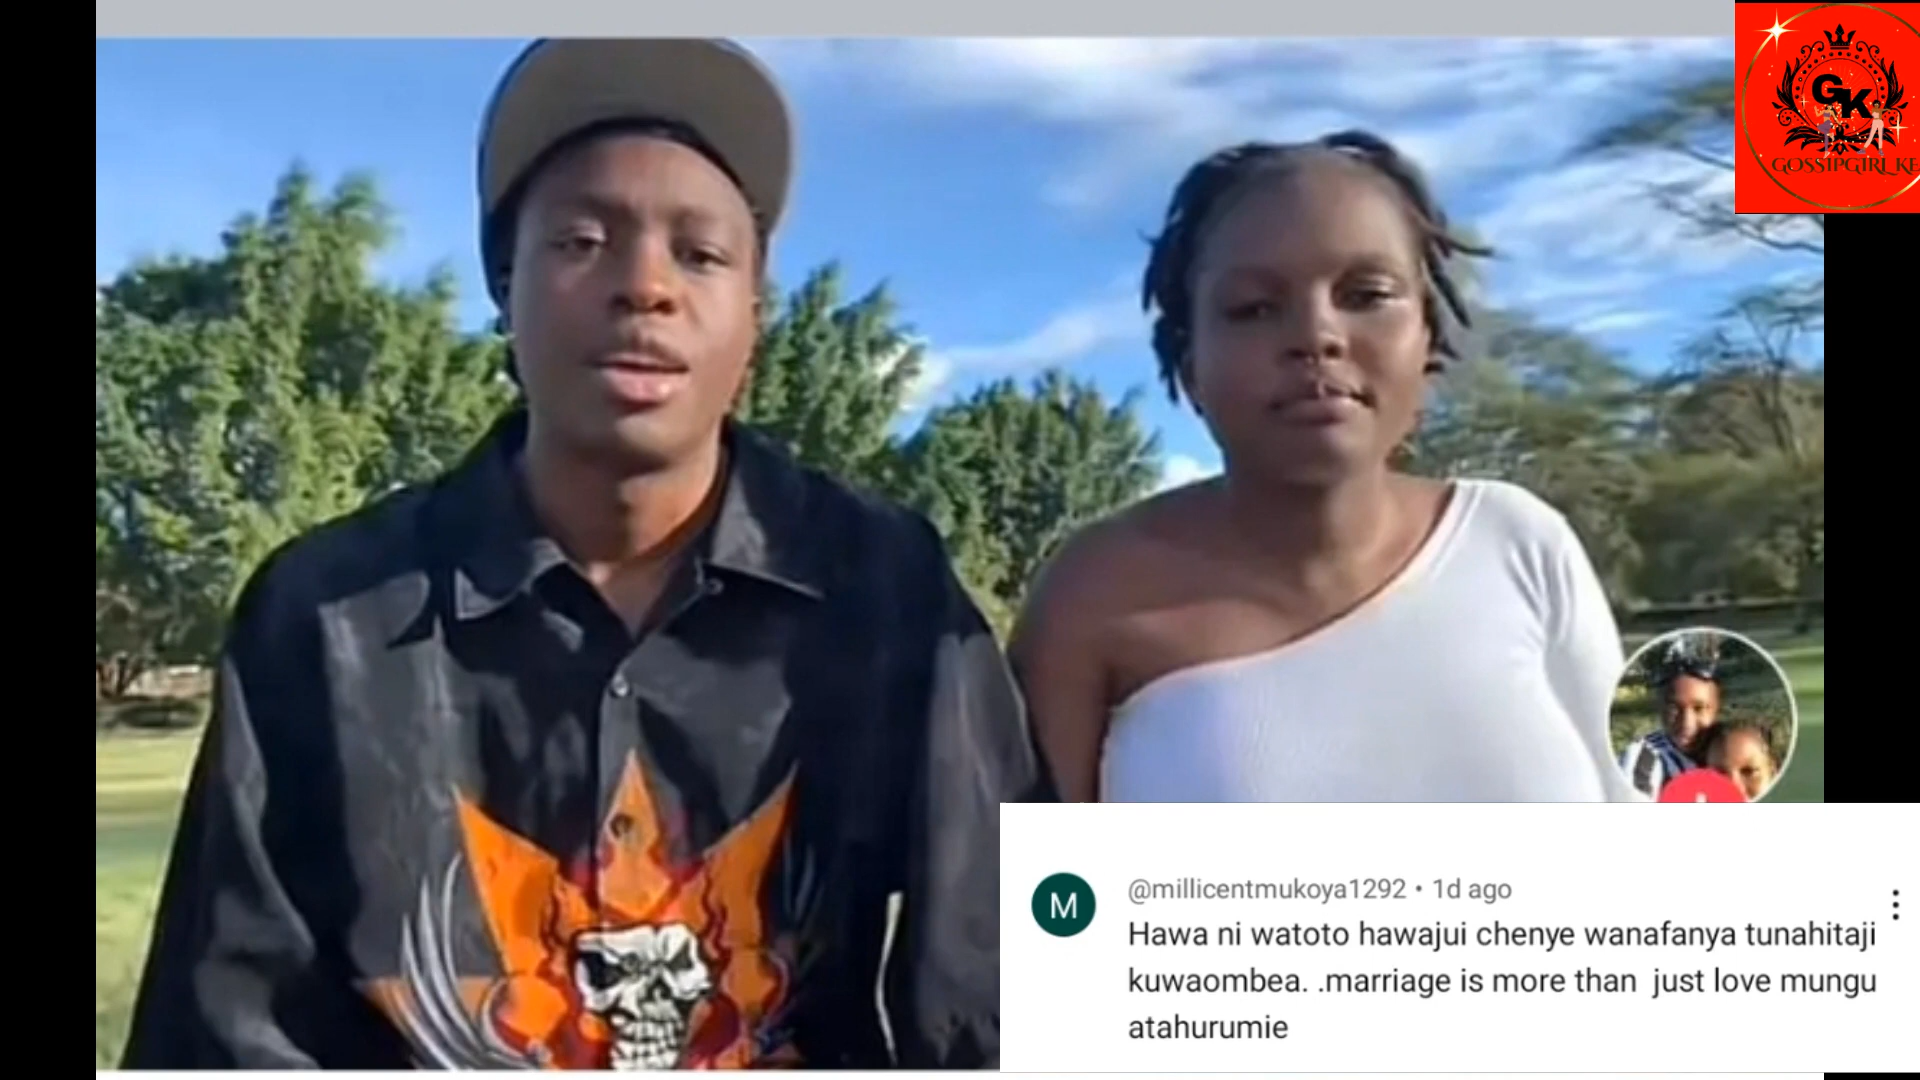 GK
GOSSIPGIRL_KE
M
@millicentmukoya1292 • 1d ago
Hawa ni watoto hawajui chenye wanafanya tunahitaji
kuwaombea. .marriage is more than just love mungu
atahurumie